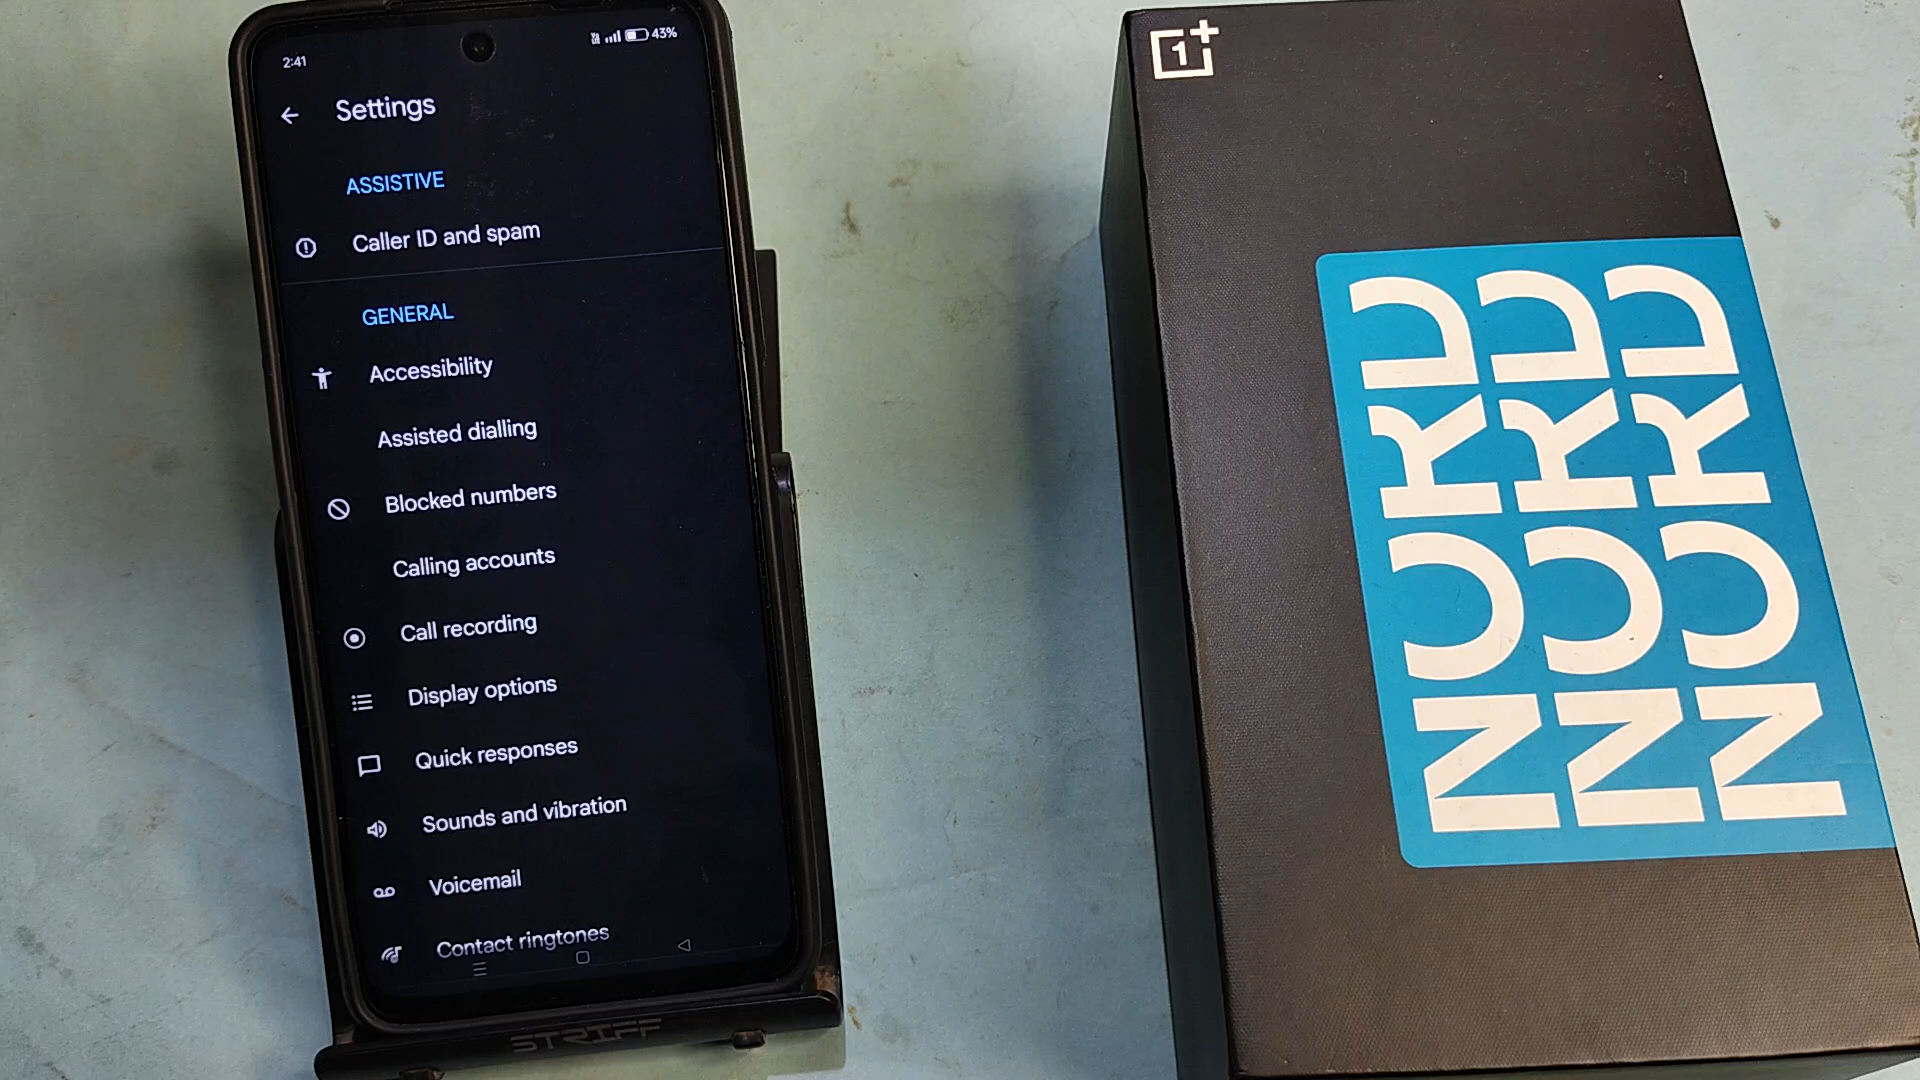 2:41
43%
Settings
ASSISTIVE
Caller ID and spam
GENERAL
Accessibility
Assisted dialling
Blocked numbers
Calling accounts
Call recording
Display options
Quick responses
Sounds and vibration
Voicemail
Contact ringtones
STRIFF
1+
NORD
NORD
NORD